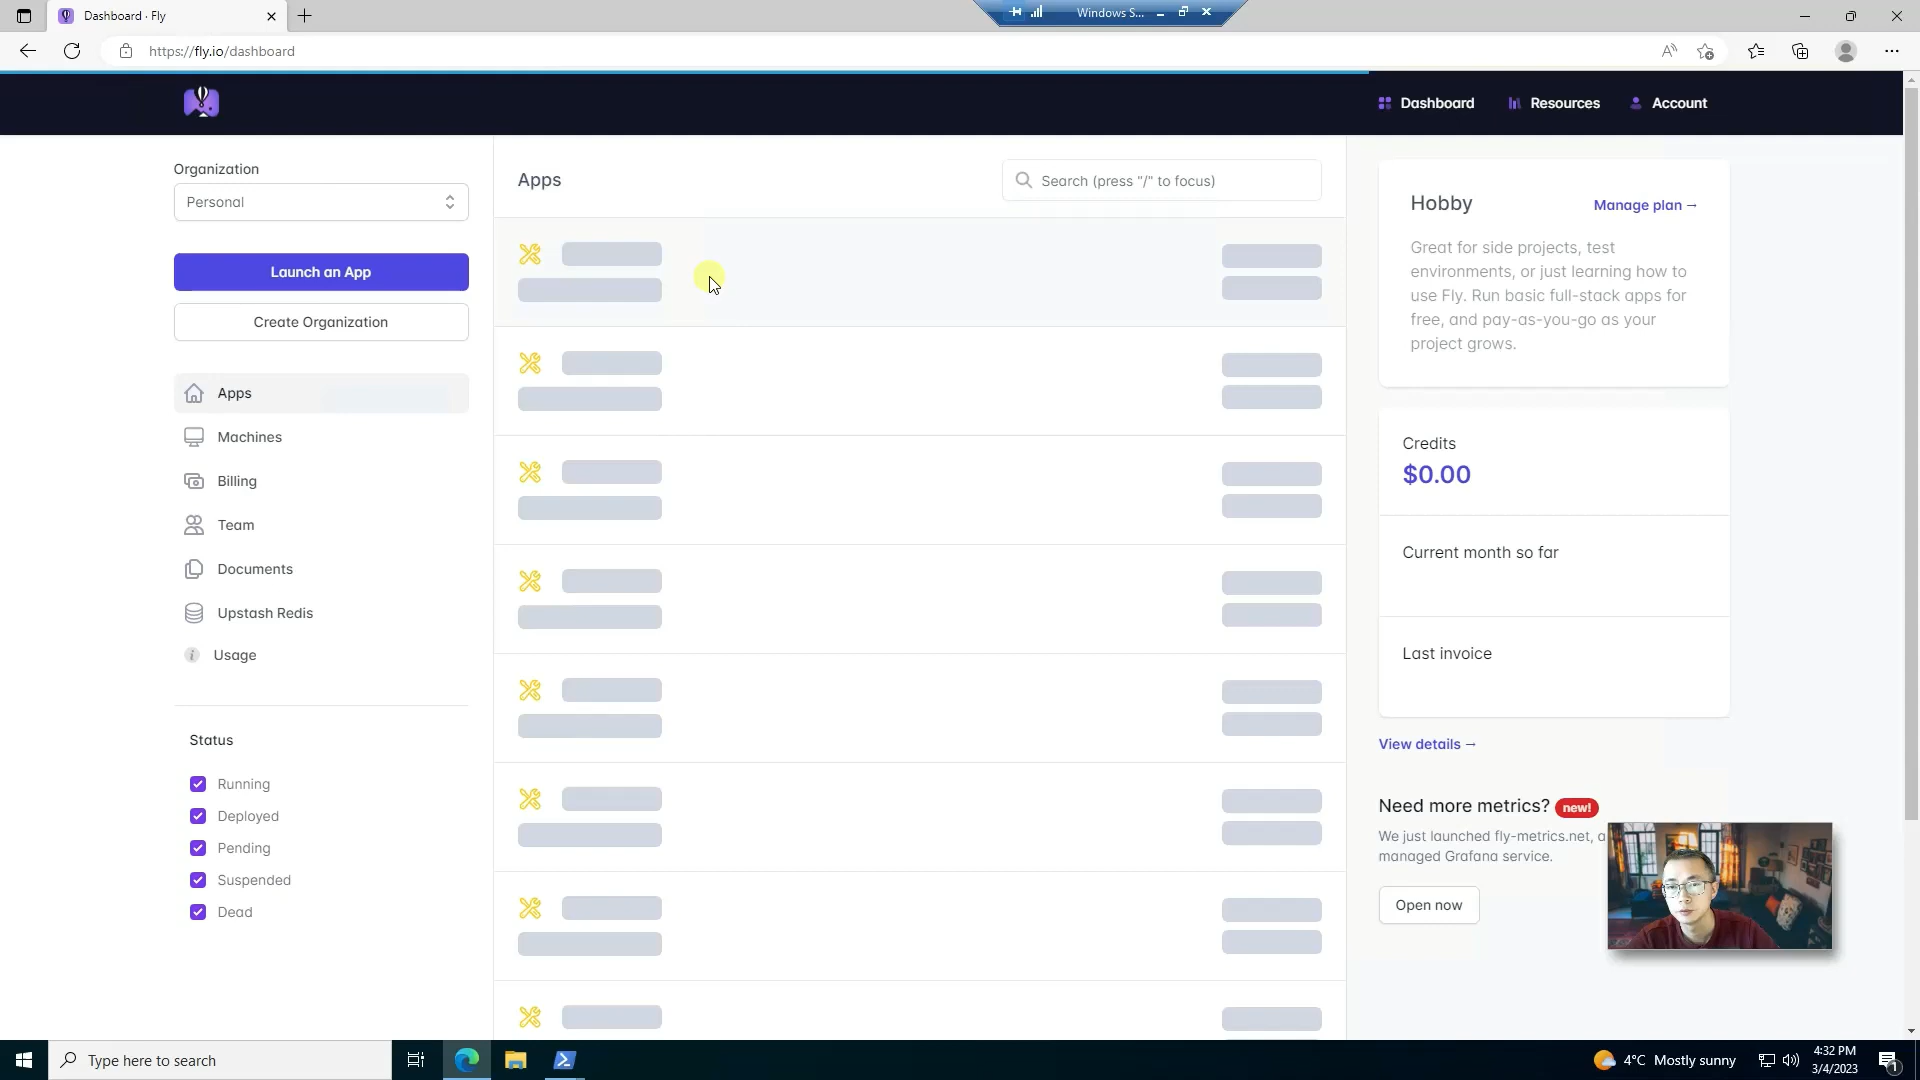 Dashboard · Fly
Windows S...
https://fly.io/dashboard
Dashboard
Resources
Account
Organization
Personal
Launch an App
Create Organization
Apps
Machines
Billing
Team
Documents
Upstash Redis
Usage
Status
Running
Deployed
Pending
Suspended
Dead
Apps
Search (press "/" to focus)
Hobby
Manage plan →
Great for side projects, test
environments, or just learning how to
use Fly. Run basic full-stack apps for
free, and pay-as-you-go as your
project grows.
Credits
$0.00
Current month so far
Last invoice
View details →
Need more metrics? new!
We just launched fly-metrics.net, a
managed Grafana service.
Open now
Type here to search
4°C Mostly sunny
4:32 PM
3/4/2023
1